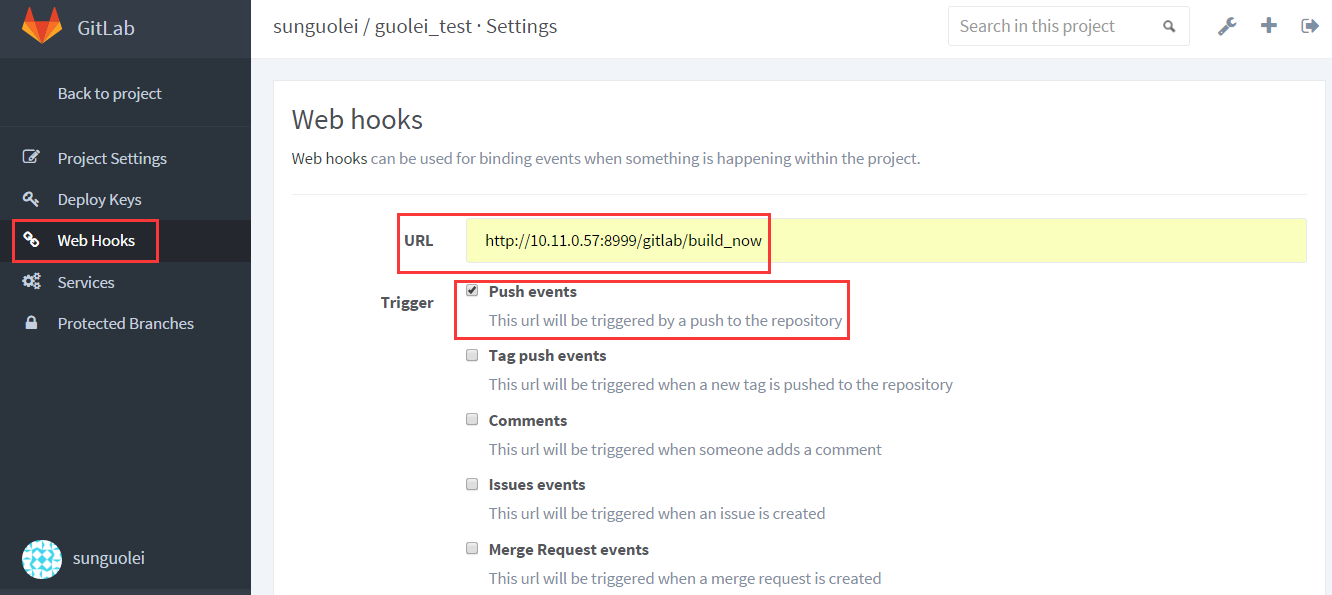 GitLab
sunguolei / guolei_test · Settings
Search in this project
Back to project
Project Settings
Deploy Keys
Web Hooks
Services
Protected Branches
sunguolei
Web hooks
Web hooks can be used for binding events when something is happening within the project.
URL
http://10.11.0.57:8999/gitlab/build_now
Trigger
Push events
This url will be triggered by a push to the repository
Tag push events
This url will be triggered when a new tag is pushed to the repository
Comments
This url will be triggered when someone adds a comment
Issues events
This url will be triggered when an issue is created
Merge Request events
This url will be triggered when a merge request is created